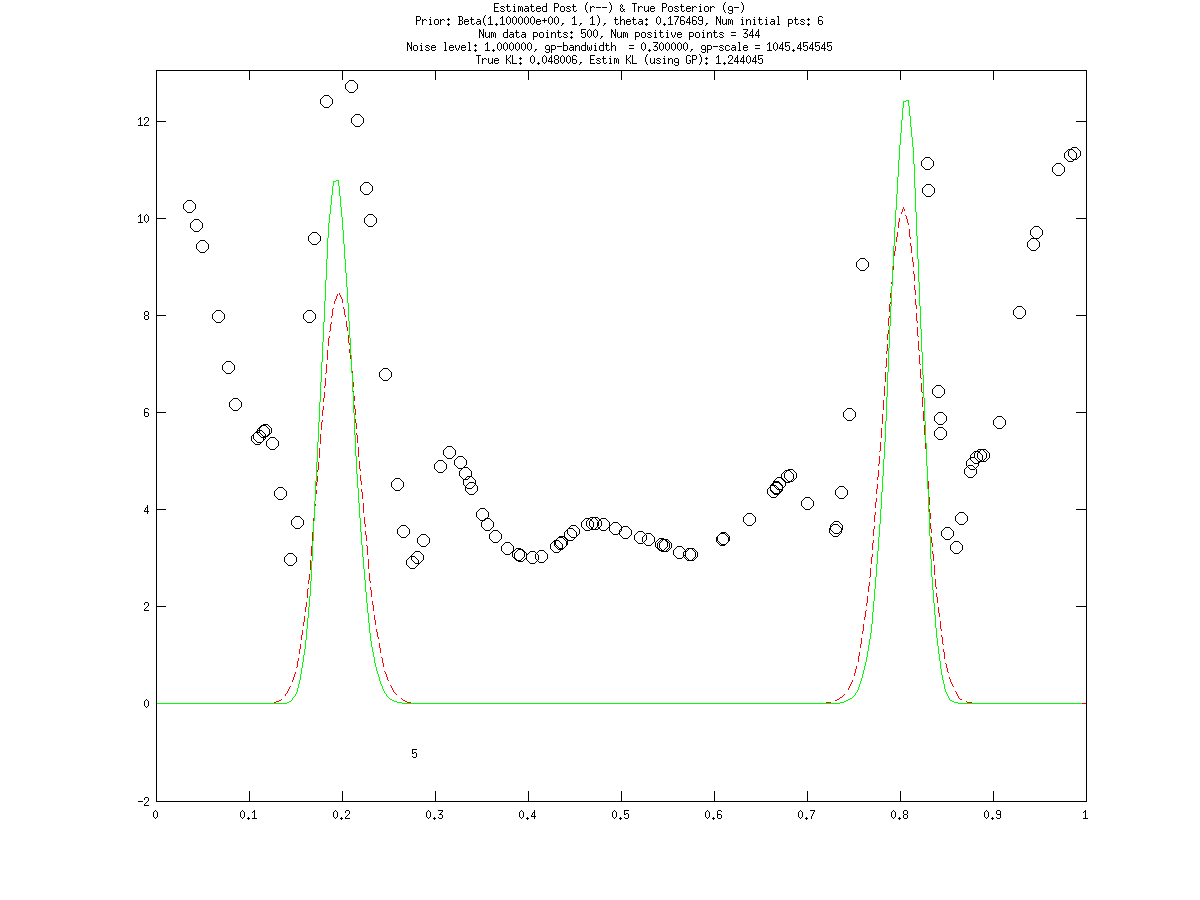 Estimated Post (r--) & True Posterior (g-)
Prior: Beta(1.100000e+00, 1, 1), theta: 0.176469, Num initial pts: 6
Num data points: 500, Num positive points = 344
Noise level: 1.000000, gp-bandwidth  = 0.300000, gp-scale = 1045.454545
True KL: 0.048006, Estim KL (using GP): 1.244045
12
10
8
6
4
2
0
5
-2
0 0.1 0.2 0.3 0.4 0.5 0.6 0.7 0.8 0.9 1